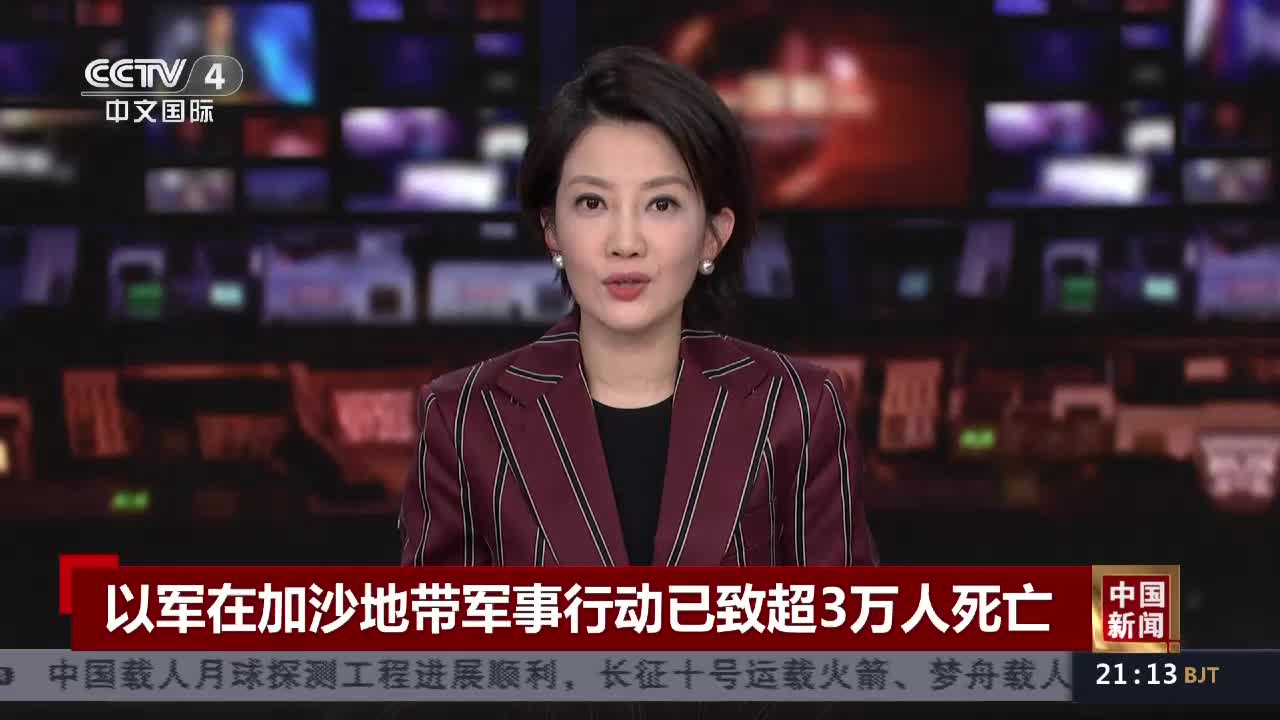 CCTV 4
中文国际
以军在加沙地带军事行动已致超3万人死亡
中国
新闻
中国载人月球探测工程进展顺利，长征十号运载火箭、梦舟载人
21:13 BJT